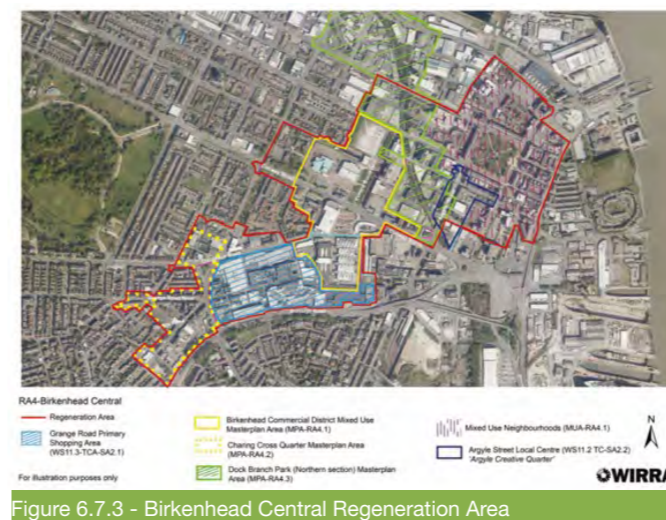 RA4-Birkenhead Central
Regeneration Area
Grange Road Primary
Shopping Area
(WS11.3-TCA-SA2.1)
For illustration purposes only
Birkenhead Commercial District Mixed Use
Masterplan Area (MPA-RA4.1)
Charing Cross Quarter Masterplan Area
(MPA-RA4.2)
Dock Branch Park (Northern section) Masterplan
Area (MPA-RA4.3)
Mixed Use Neighbourhoods (MUA-RA4.1)
Argyle Street Local Centre (WS11.2 TC-SA2.2)
'Argyle Creative Quarter'
N
WIRRA
Figure 6.7.3 - Birkenhead Central Regeneration Area